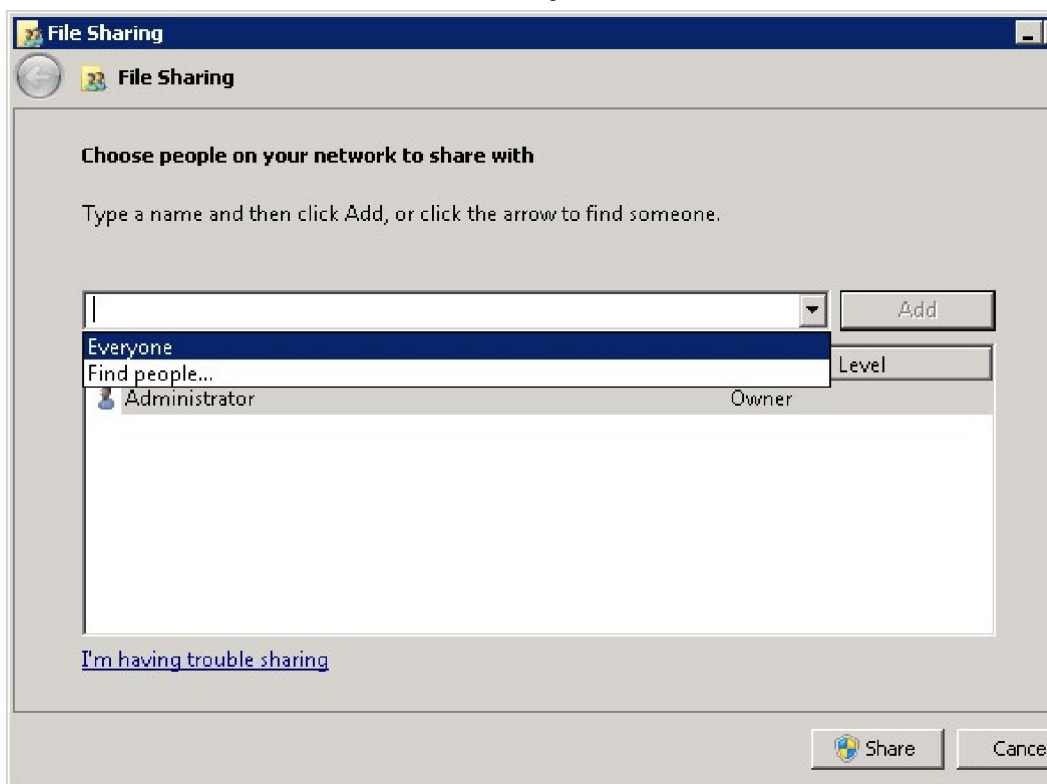 File Sharing
File Sharing
Choose people on your network to share with
Type a name and then click Add, or click the arrow to find someone.
Add
Everyone
Find people...
Level
Administrator Owner
I'm having trouble sharing
Share Cance